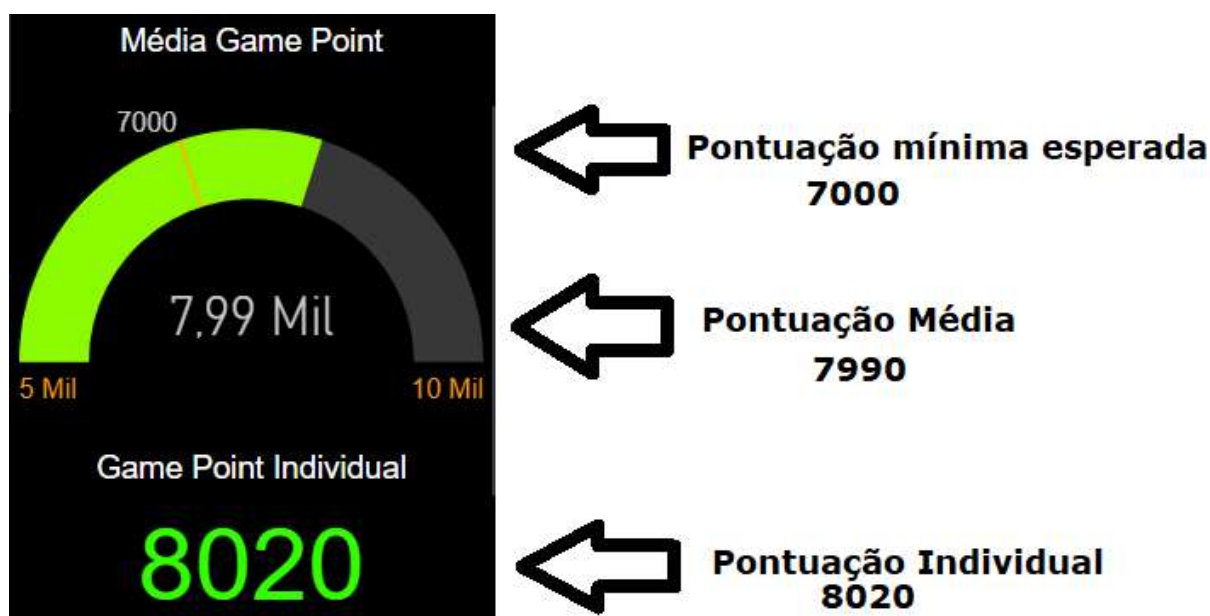 Média Game Point
7000
7,99 Mil
5 Mil
10 Mil
Game Point Individual
8020
Pontuação mínima esperada
7000
Pontuação Média
7990
Pontuação Individual
8020